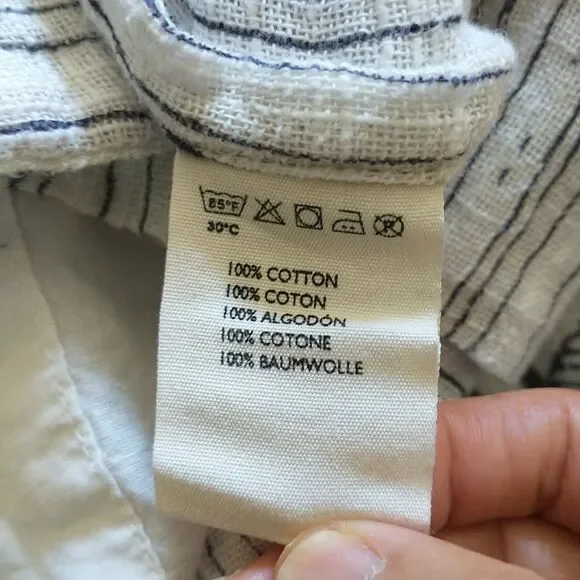 85°F
30°C
100% COTTON
100% COTON
100% ALGODÓN
100% COTONE
100% BAUMWOLLE